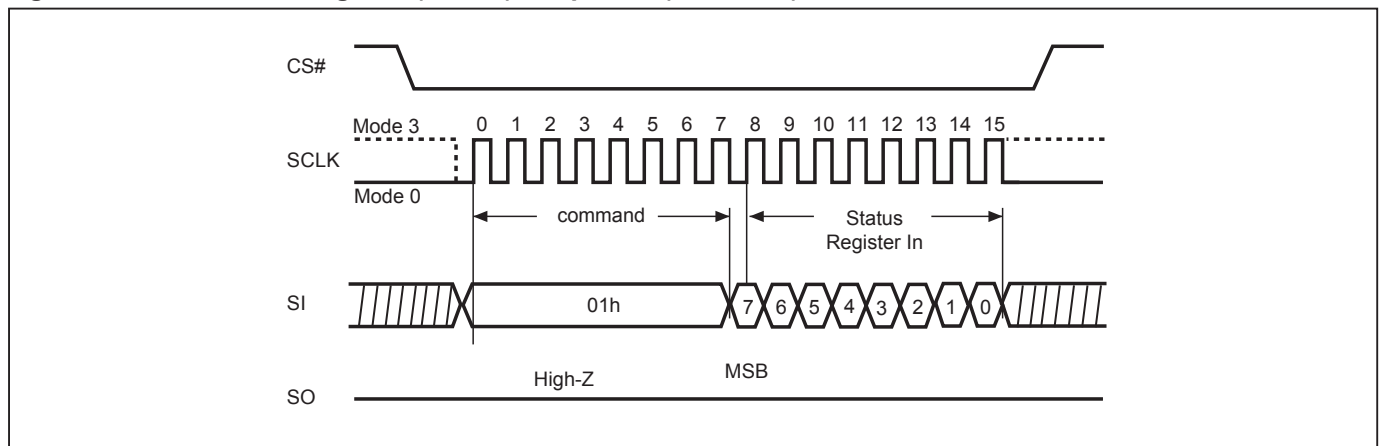 CS#
Mode 3 0 1 2 3 4 5 6 7 8 9 10 11 12 13 14 15
SCLK
Mode 0
command Status
Register In
SI 01h 7 6 5 4 3 2 1 0
High-Z MSB
SO